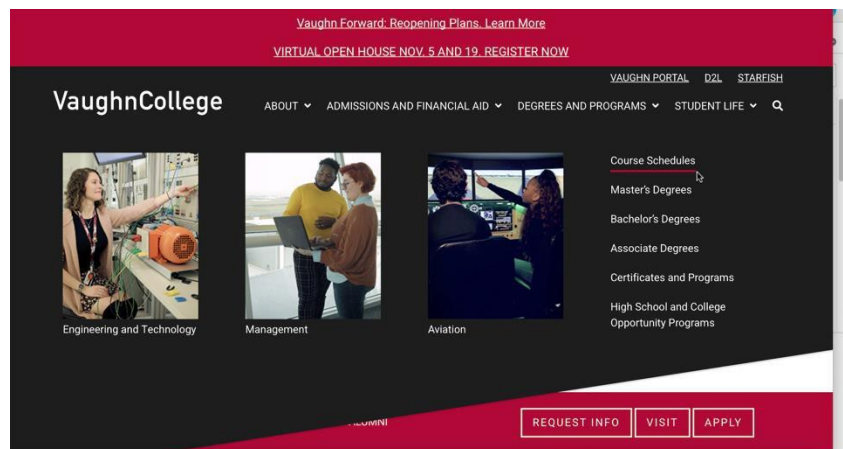 Vaughn Forward: Reopening Plans. Learn More
VIRTUAL OPEN HOUSE NOV. 5 AND 19. REGISTER NOW
VAUGHN PORTAL D2L STARFISH
VaughnCollege
ABOUT ADMISSIONS AND FINANCIAL AID DEGREES AND PROGRAMS STUDENT LIFE
Course Schedules
Master's Degrees
Bachelor's Degrees
Associate Degrees
Certificates and Programs
High School and College
Opportunity Programs
Engineering and Technology
Management
Aviation
REQUEST INFO VISIT APPLY